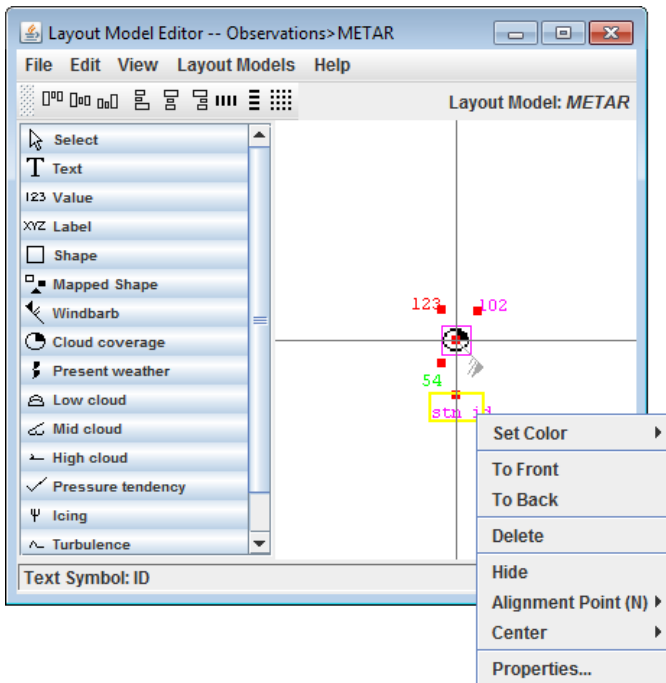 Layout Model Editor -- Observations>METAR
File Edit View Layout Models Help
Layout Model: METAR
Select
T Text
123 Value
XYZ Label
Shape
Mapped Shape
Windbarb
Cloud coverage
Present weather
Low cloud
Mid cloud
High cloud
Pressure tendency
Icing
Turbulence
123 102
54
stn id
Set Color
To Front
To Back
Delete
Hide
Alignment Point (N)
Center
Properties...
Text Symbol: ID